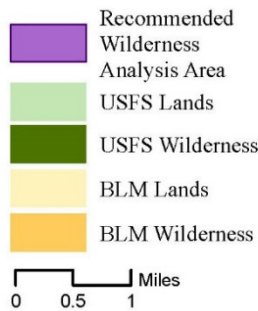 Recommended
Wilderness
Analysis Area
USFS Lands
USFS Wilderness
BLM Lands
BLM Wilderness
Miles
0 0.5 1